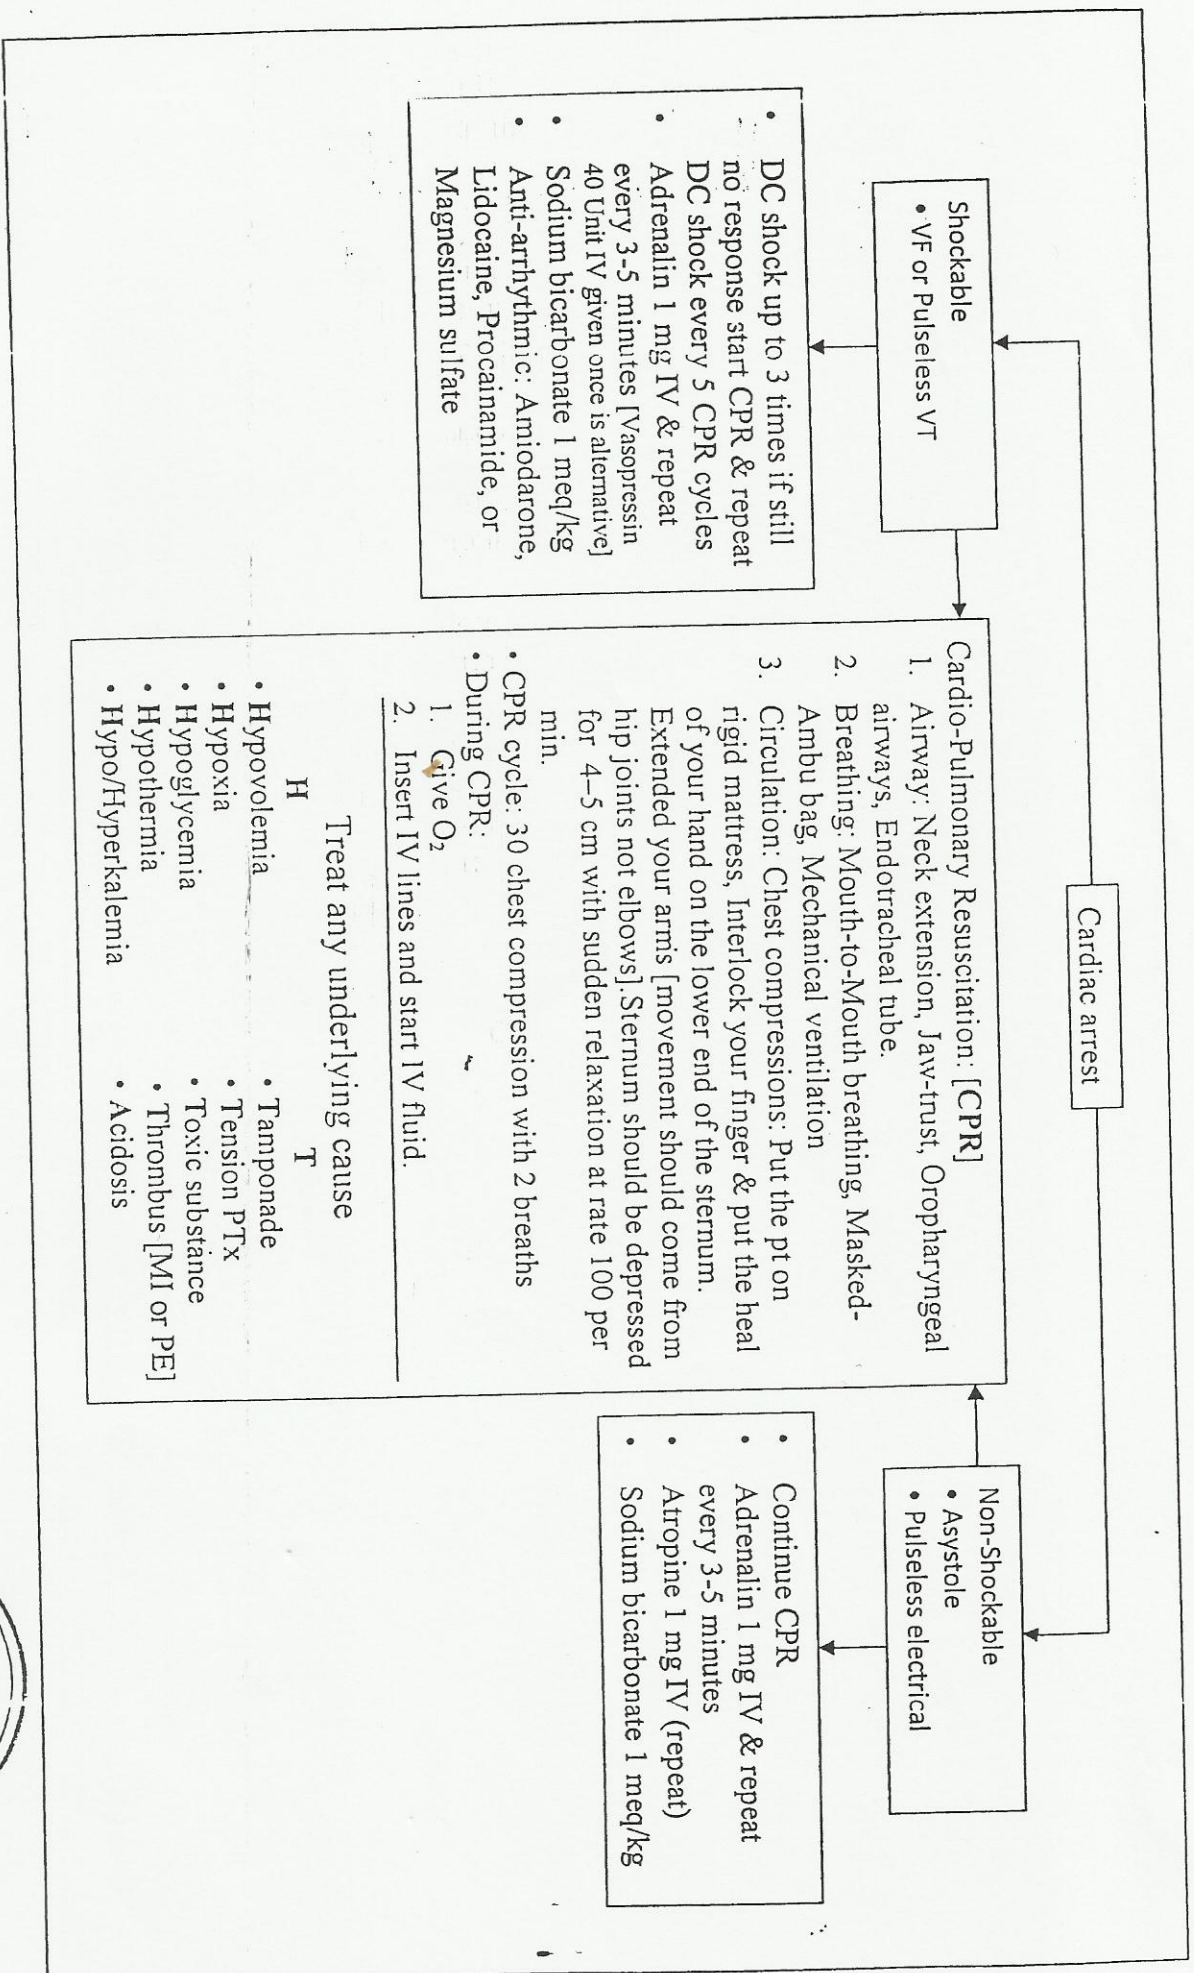 Cardiac arrest
Shockable
• VF or Pulseless VT
• DC shock up to 3 times if still
no response start CPR & repeat
DC shock every 5 CPR cycles
• Adrenalin 1 mg IV & repeat
every 3-5 minutes [Vasopressin
40 Unit IV given once is alternative]
• Sodium bicarbonate 1 meq/kg
• Anti-arrhythmic: Amiodarone,
Lidocaine, Procainamide, or
Magnesium sulfate
Cardio-Pulmonary Resuscitation: [CPR]
1. Airway: Neck extension, Jaw-trust, Oropharyngeal
airways, Endotracheal tube.
2. Breathing: Mouth-to-Mouth breathing, Masked-
Ambu bag, Mechanical ventilation
3. Circulation: Chest compressions: Put the pt on
rigid mattress, Interlock your finger & put the heal
of your hand on the lower end of the sternum.
Extended your arms [movement should come from
hip joints not elbows].Sternum should be depressed
for 4–5 cm with sudden relaxation at rate 100 per
min.
• CPR cycle: 30 chest compression with 2 breaths
• During CPR:
1. Give O₂
2. Insert IV lines and start IV fluid.
Treat any underlying cause
H
• Hypovolemia
• Hypoxia
• Hypoglycemia
• Hypothermia
• Hypo/Hyperkalemia
T
• Tamponade
• Tension PTx
• Toxic substance
• Thrombus [MI or PE]
• Acidosis
Non-Shockable
• Asystole
• Pulseless electrical
• Continue CPR
• Adrenalin 1 mg IV & repeat
every 3-5 minutes
• Atropine 1 mg IV (repeat)
• Sodium bicarbonate 1 meq/kg